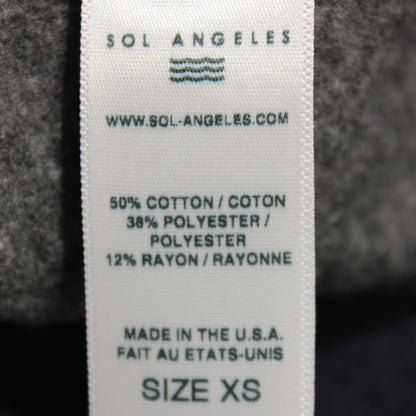 SOL ANGELES
WWW.SOL-ANGELES.COM
50% COTTON / COTON
38% POLYESTER /
POLYESTER
12% RAYON / RAYONNE
MADE IN THE U.S.A.
FAIT AU ETATS-UNIS
SIZE XS